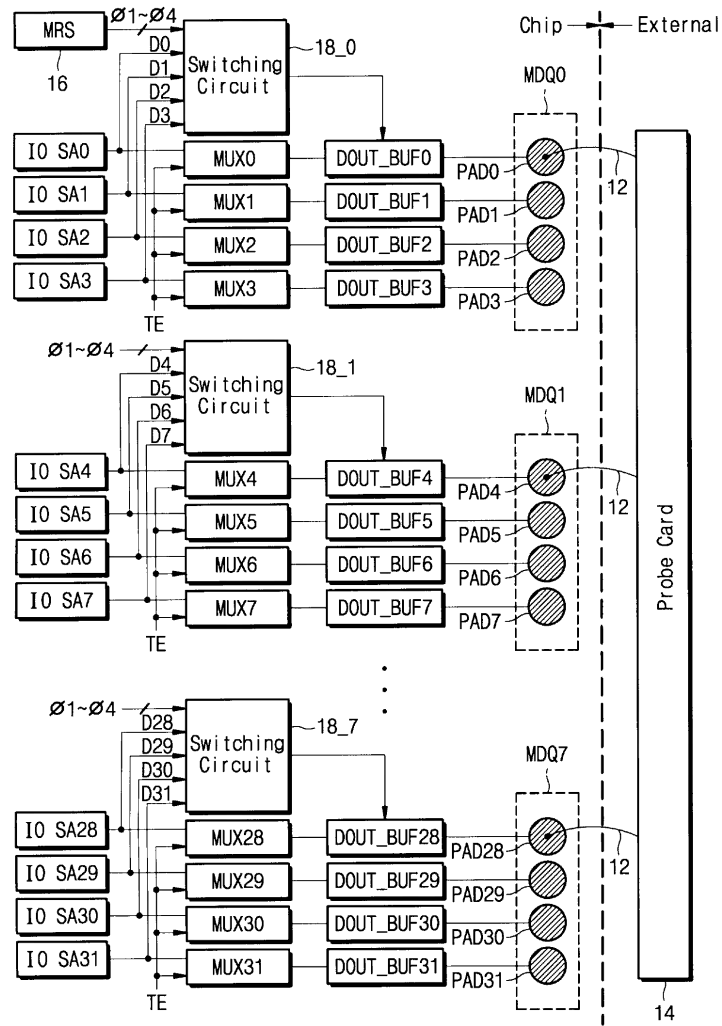 MRS
Ø1~Ø4
16
D0
D1
D2
D3
Switching
Circuit
18_0
Chip
External
MDQ0
IO SA0
MUX0
DOUT_BUF0
PAD0
12
IO SA1
MUX1
DOUT_BUF1
PAD1
IO SA2
MUX2
DOUT_BUF2
PAD2
IO SA3
MUX3
DOUT_BUF3
PAD3
TE
Ø1~Ø4
D4
D5
D6
D7
Switching
Circuit
18_1
MDQ1
IO SA4
MUX4
DOUT_BUF4
PAD4
12
IO SA5
MUX5
DOUT_BUF5
PAD5
IO SA6
MUX6
DOUT_BUF6
PAD6
IO SA7
MUX7
DOUT_BUF7
PAD7
TE
Probe Card
Ø1~Ø4
D28
D29
D30
D31
Switching
Circuit
18_7
MDQ7
IO SA28
MUX28
DOUT_BUF28
PAD28
12
IO SA29
MUX29
DOUT_BUF29
PAD29
IO SA30
MUX30
DOUT_BUF30
PAD30
IO SA31
MUX31
DOUT_BUF31
PAD31
TE
14